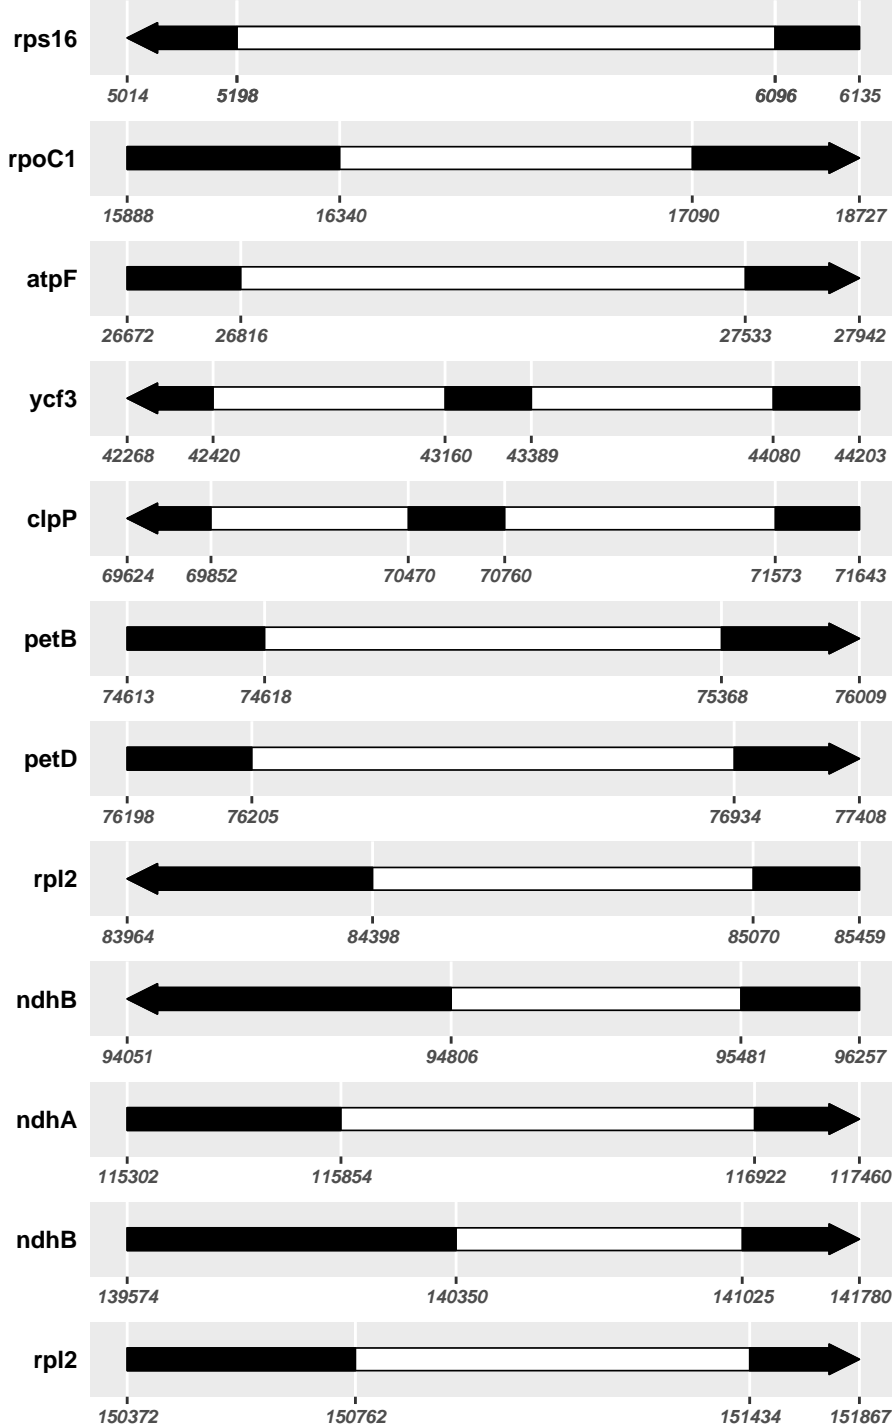 rps16
5014 5198 6096 6135
rpoC1
15888 16340 17090 18727
atpF
26672 26816 27533 27942
ycf3
42268 42420 43160 43389 44080 44203
clpP
69624 69852 70470 70760 71573 71643
petB
74613 74618 75368 76009
petD
76198 76205 76934 77408
rpl2
83964 84398 85070 85459
ndhB
94051 94806 95481 96257
ndhA
115302 115854 116922 117460
ndhB
139574 140350 141025 141780
rpl2
150372 150762 151434 151867